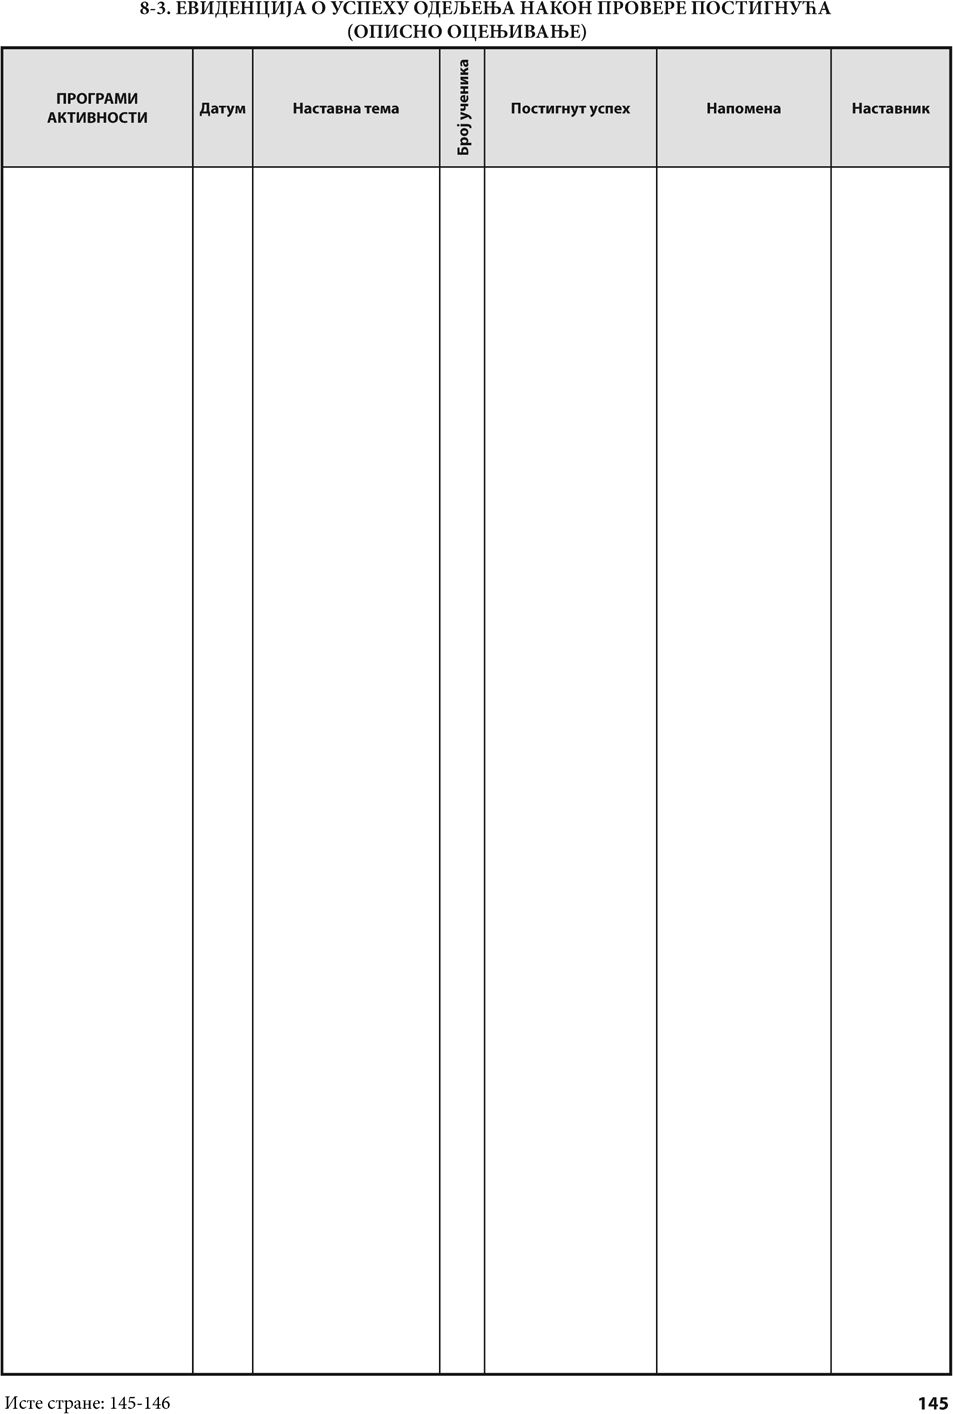 8-3. ЕВИДЕНЦИЈА О УСПЕХУ ОДЕЉЕЊА НАКОН ПРОВЕРЕ ПОСТИГНУЋА
(ОПИСНО ОЦЕЊИВАЊЕ)
ПРОГРАМИ
АКТИВНОСТИ
Датум
Наставна тема
Број ученика
Постигнут успех
Напомена
Наставник
Исте стране: 145-146
145